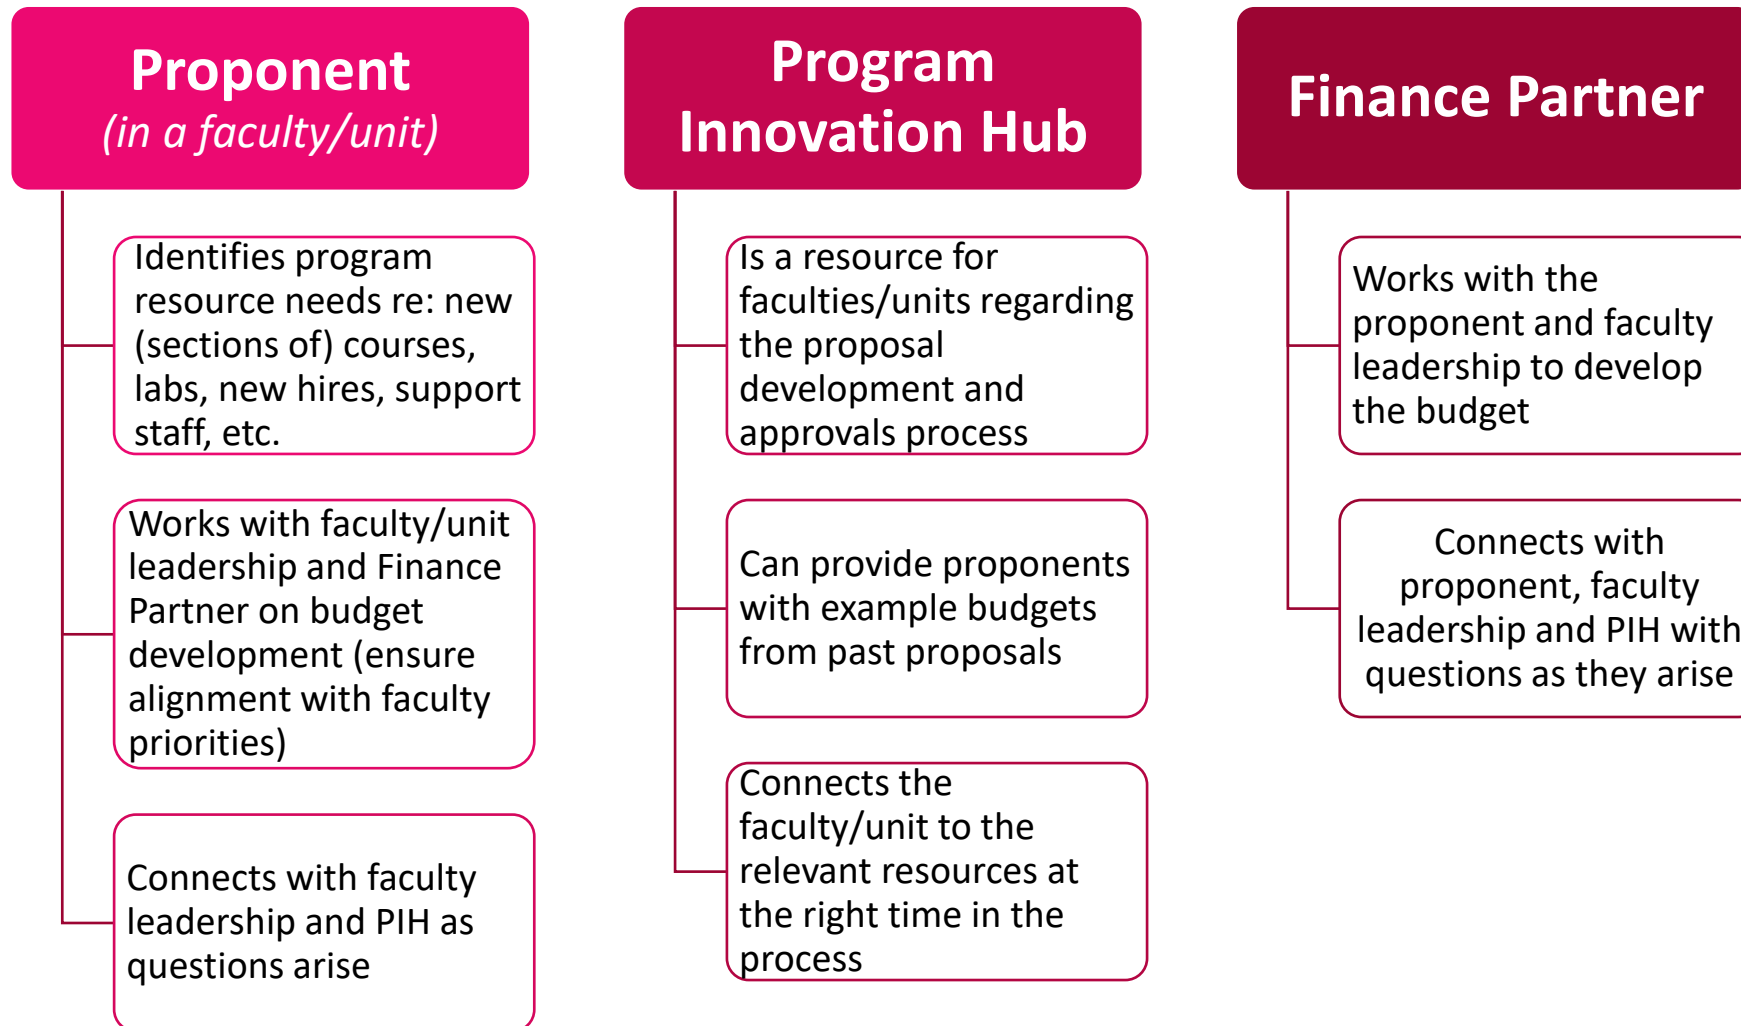 Proponent
(in a faculty/unit)
Identifies program
resource needs re: new
(sections of) courses,
labs, new hires, support
staff, etc.
Works with faculty/unit
leadership and Finance
Partner on budget
development (ensure
alignment with faculty
priorities)
Connects with faculty
leadership and PIH as
questions arise
Program
Innovation Hub
Is a resource for
faculties/units regarding
the proposal
development and
approvals process
Can provide proponents
with example budgets
from past proposals
Connects the
faculty/unit to the
relevant resources at
the right time in the
process
Finance Partner
Works with the
proponent and faculty
leadership to develop
the budget
Connects with
proponent, faculty
leadership and PIH with
questions as they arise